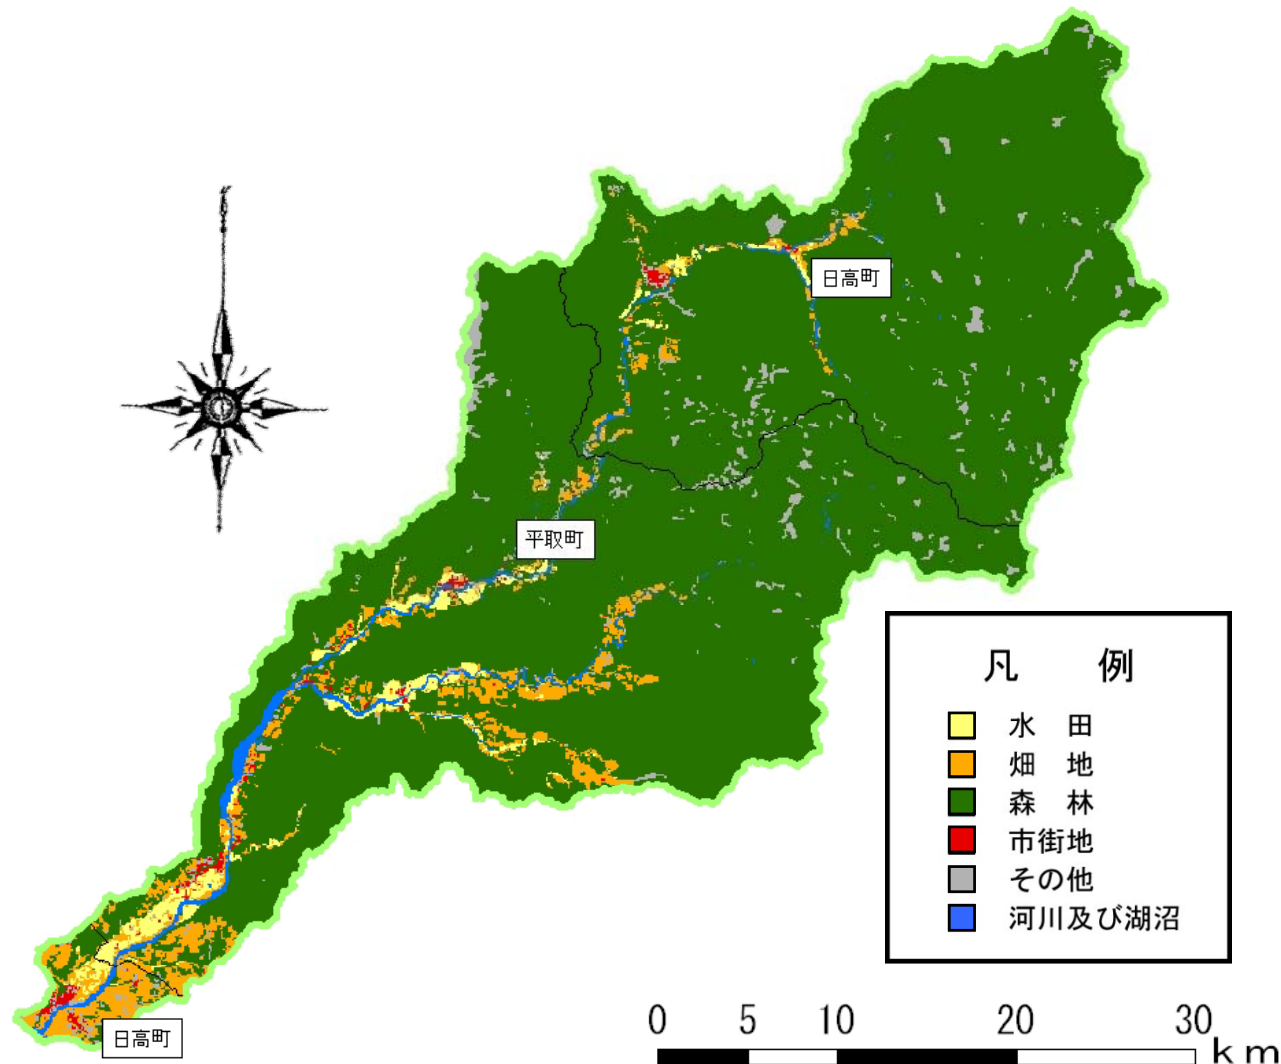 日高町
平取町
凡 例
水 田
畑 地
森 林
市街地
その他
河川及び湖沼
0 5 10 20 30
km
日高町